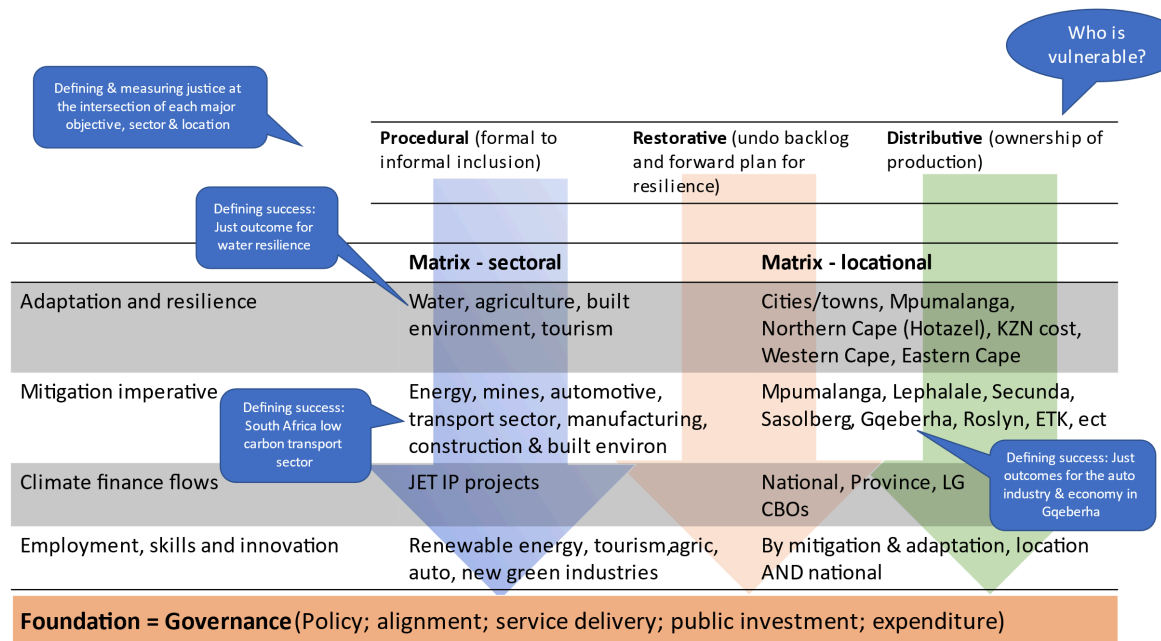 Who is
vulnerable?
Defining & measuring justice at
the intersection of each major
objective, sector & location
Procedural (formal to
informal inclusion)
Restorative (undo backlog
and forward plan for
resilience)
Distributive (ownership of
production)
Defining success:
Just outcome for
water resilience
Matrix - sectoral
Matrix - locational
Adaptation and resilience
Water, agriculture, built
environment, tourism
Cities/towns, Mpumalanga,
Northern Cape (Hotazel), KZN cost,
Western Cape, Eastern Cape
Mitigation imperative
Defining success:
South Africa low
carbon transport
sector
Energy, mines, automotive,
transport sector, manufacturing,
construction & built environ
Mpumalanga, Lephalale, Secunda,
Sasolberg, Gqeberha, Roslyn, ETK, ect
Defining success: Just
outcomes for the auto
industry & economy in
Gqeberha
Climate finance flows
JET IP projects
National, Province, LG
CBOs
Employment, skills and innovation
Renewable energy, tourism,agric,
auto, new green industries
By mitigation & adaptation, location
AND national
Foundation = Governance (Policy; alignment; service delivery; public investment; expenditure)